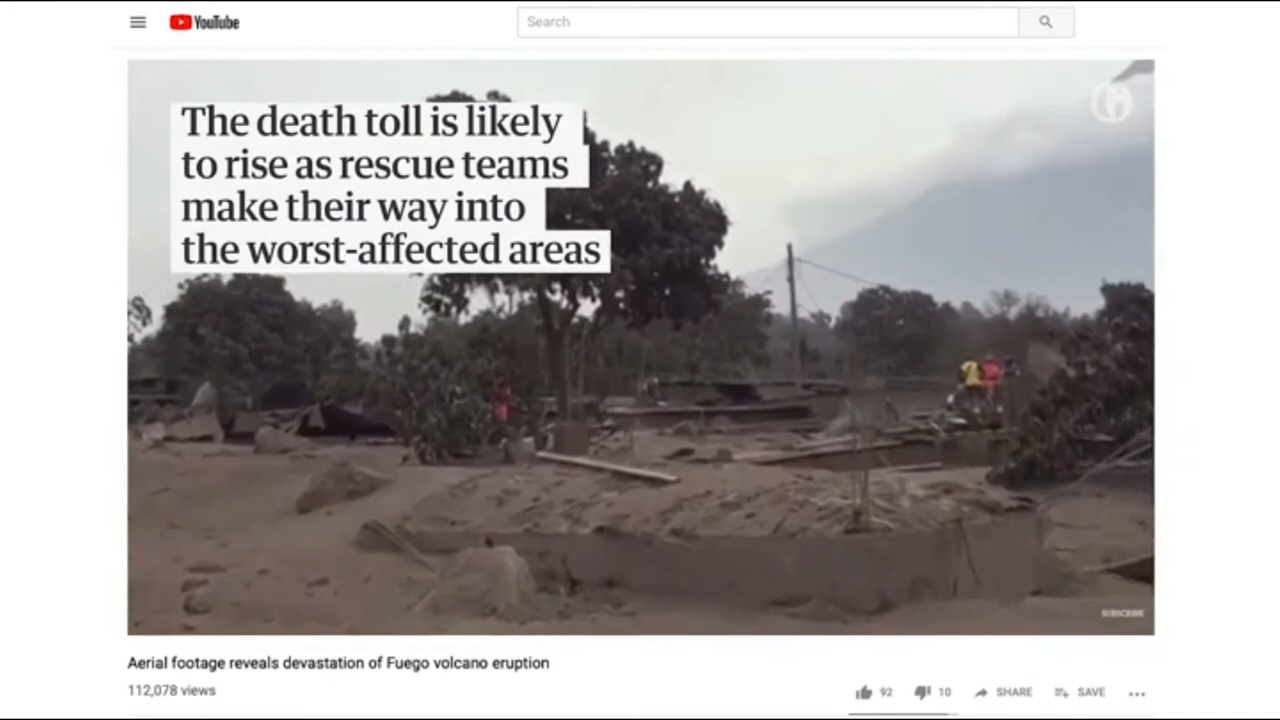 YouTube
Search
The death toll is likely
to rise as rescue teams
make their way into
the worst-affected areas
SUBSCRIBE
Aerial footage reveals devastation of Fuego volcano eruption
112,078 views
92
10
SHARE
SAVE